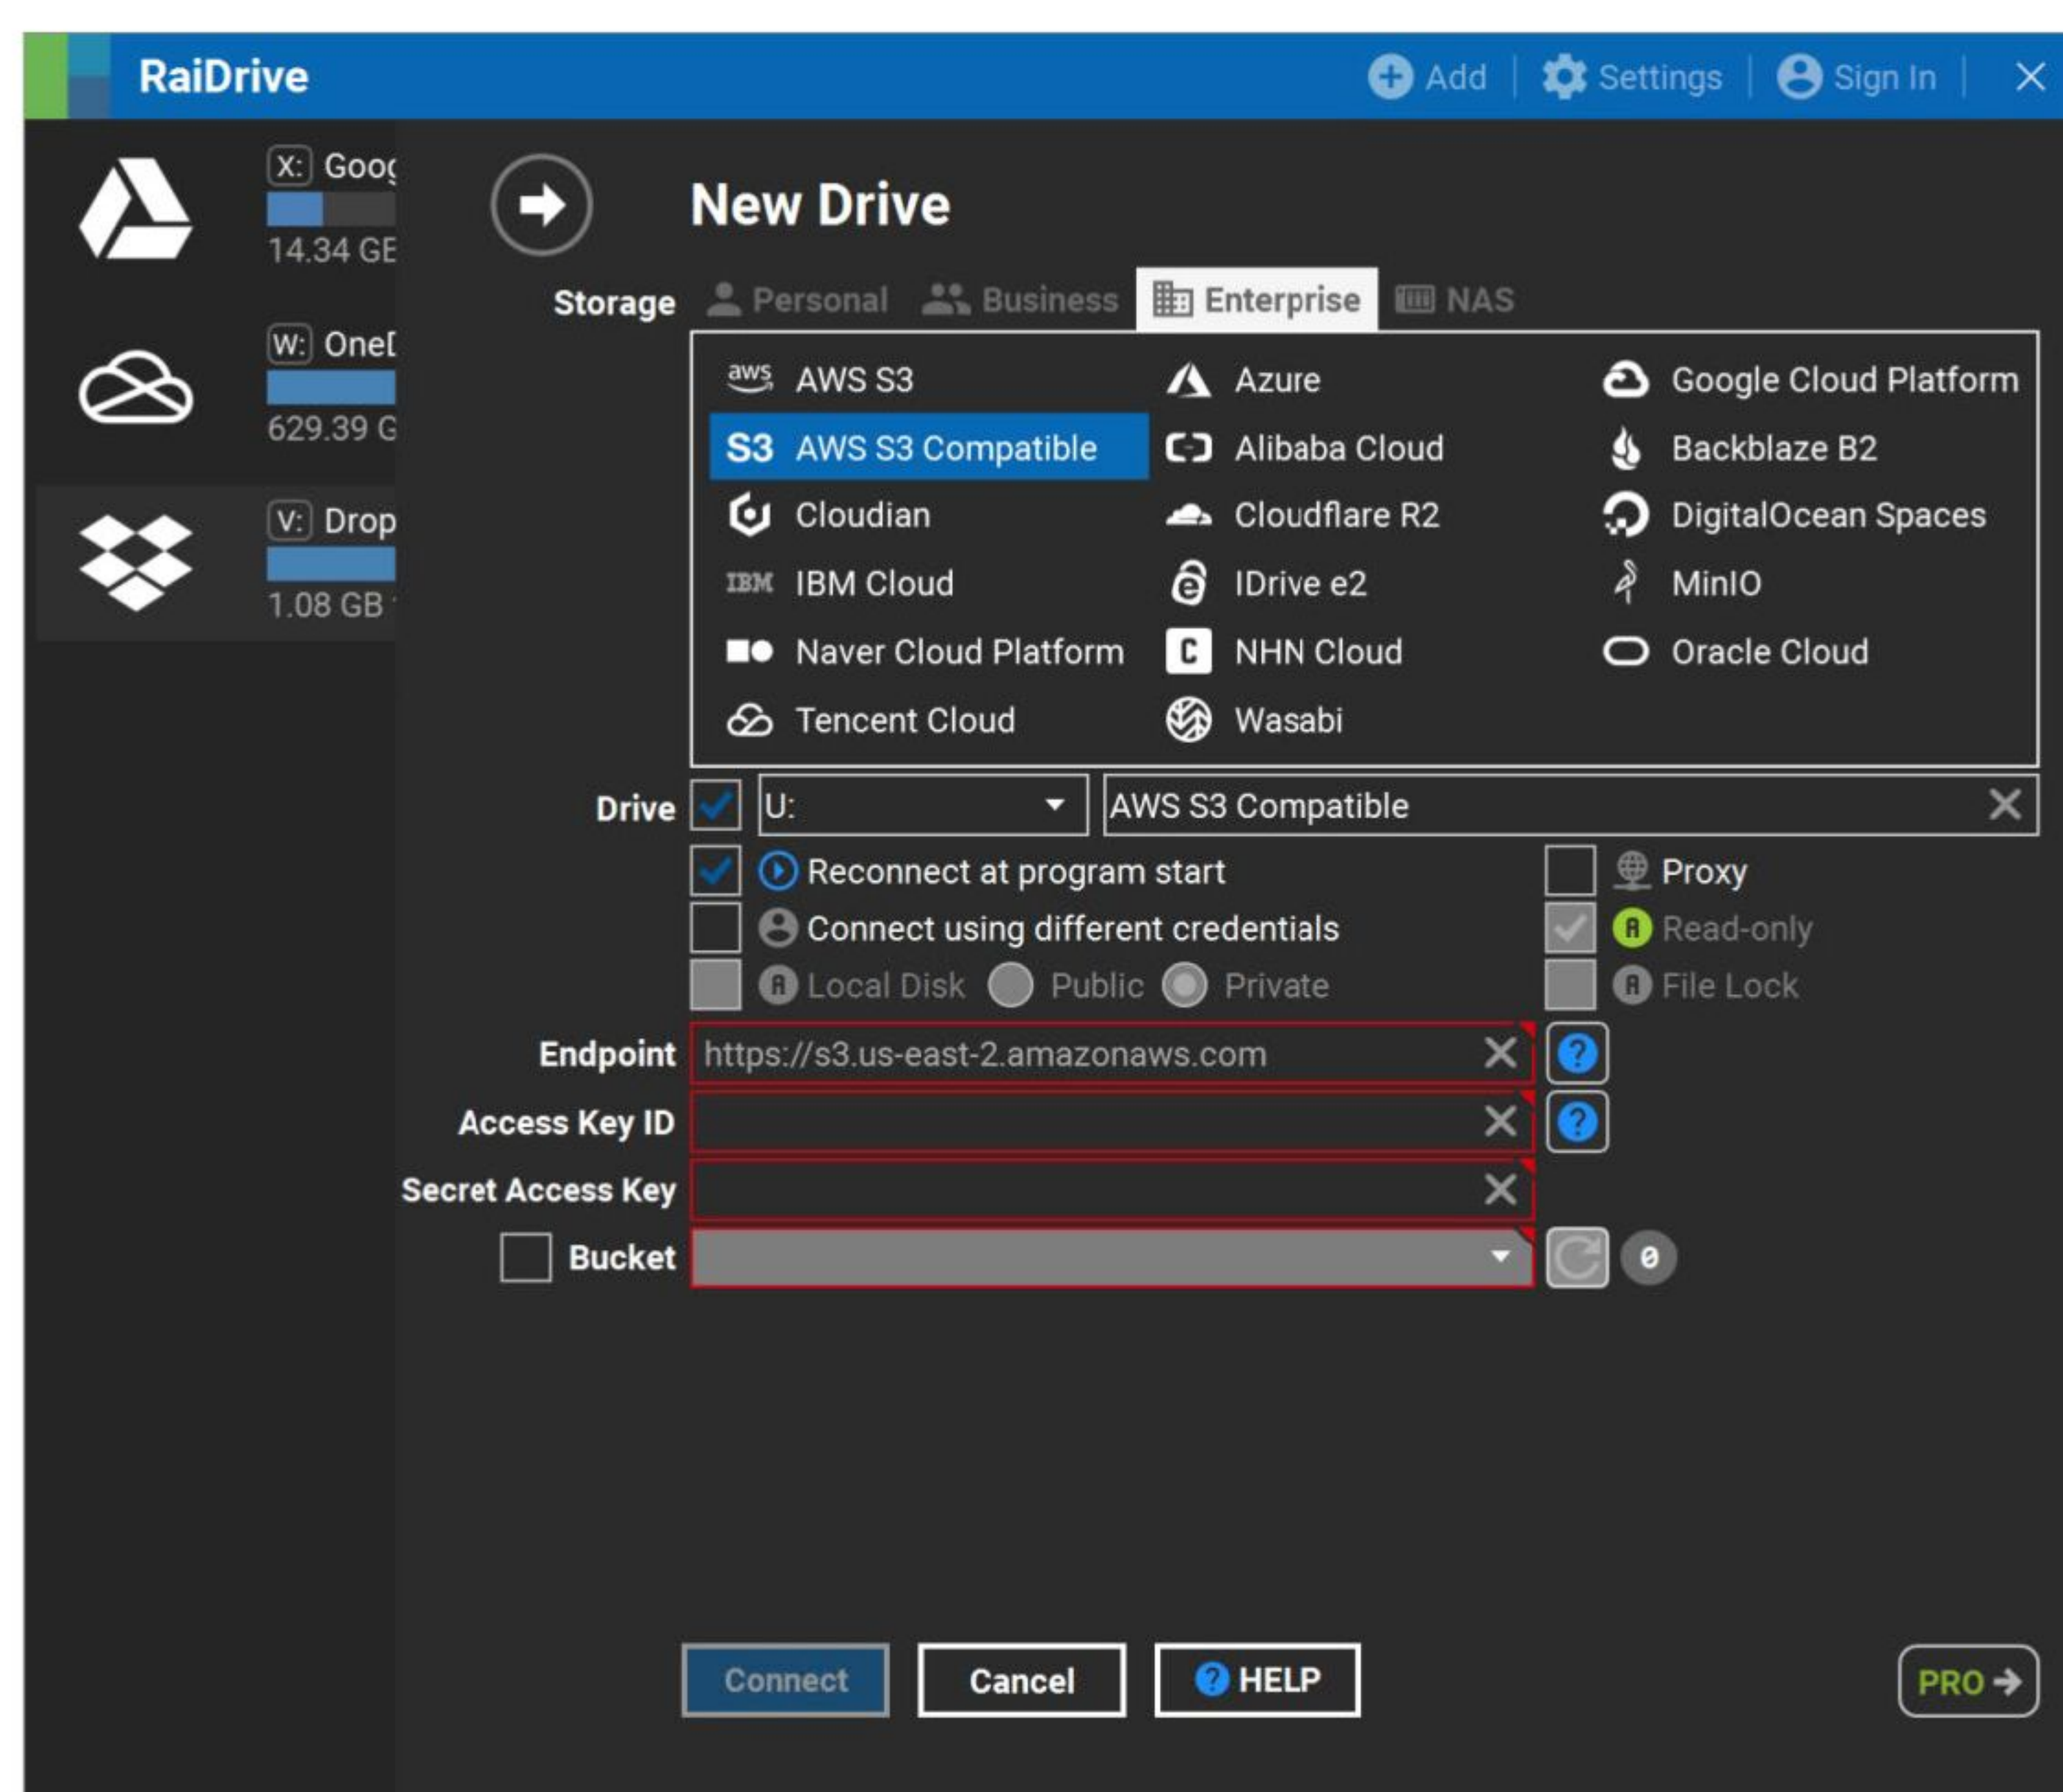 RaiDrive Add Settings Sign In
X: Goog
14.34 GB
W: OneD
629.39 G
V: Drop
1.08 GB
New Drive
Storage Personal Business Enterprise NAS
aws AWS S3 Azure Google Cloud Platform
S3 AWS S3 Compatible Alibaba Cloud Backblaze B2
Cloudian Cloudflare R2 DigitalOcean Spaces
IBM IBM Cloud IDrive e2 MinIO
Naver Cloud Platform C NHN Cloud Oracle Cloud
Tencent Cloud Wasabi
Drive U: AWS S3 Compatible
Reconnect at program start Proxy
Connect using different credentials A Read-only
A Local Disk Public Private A File Lock
Endpoint https://s3.us-east-2.amazonaws.com ?
Access Key ID ?
Secret Access Key
Bucket 0
Connect Cancel ? HELP PRO